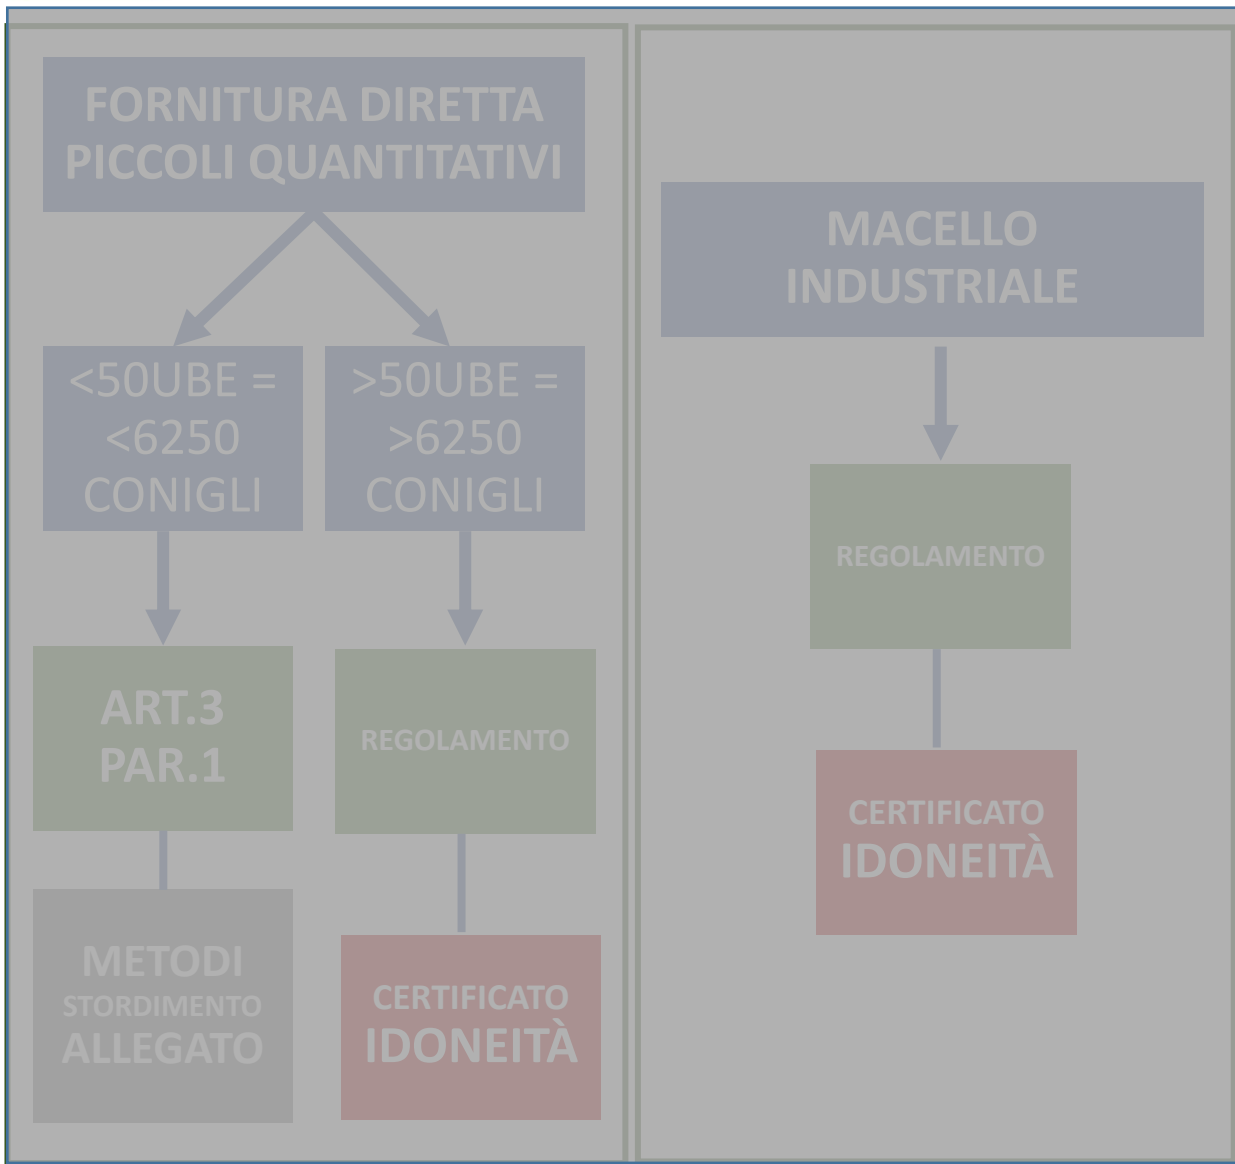 FORNITURA DIRETTA
PICCOLI QUANTITATIVI
<50UBE =
<6250
CONIGLI
>50UBE =
>6250
CONIGLI
ART.3
PAR.1
REGOLAMENTO
METODI
STORDIMENTO
ALLEGATO
CERTIFICATO
IDONEITÀ
MACELLO
INDUSTRIALE
REGOLAMENTO
CERTIFICATO
IDONEITÀ